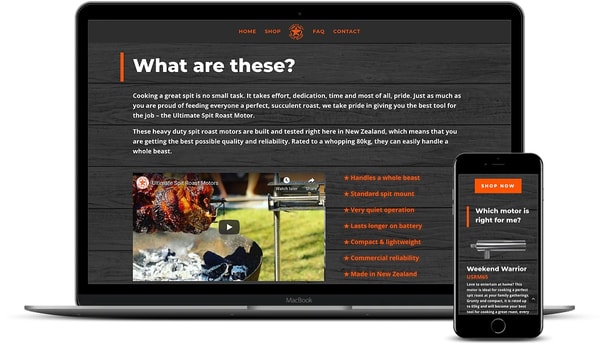 HOME SHOP FAQ CONTACT
What are these?
Cooking a great spit is no small task. It takes effort, dedication, time and most of all, pride. Just as much as
you are proud of feeding everyone a perfect, succulent roast, we take pride in giving you the best tool for
the job – the Ultimate Spit Roast Motor.
These heavy duty spit roast motors are built and tested right here in New Zealand, which means that you
are getting the best possible quality and reliability. Rated to a whopping 80kg, they can easily handle a
whole beast.
Ultimate Spit Roast Motors
Watch later Share
★ Handles a whole beast
★ Standard spit mount
★ Very quiet operation
★ Lasts longer on battery
★ Compact & lightweight
★ Commercial reliability
★ Made in New Zealand
MacBook
SHOP NOW
Which motor is
right for me?
Weekend Warrior
USRM65
Love to entertain at home? This
motor is ideal for cooking a perfect
spit roast at your family gatherings.
Grunty and compact, it is rated up
to 65kg and will become your best
tool for cooking a great roast, every